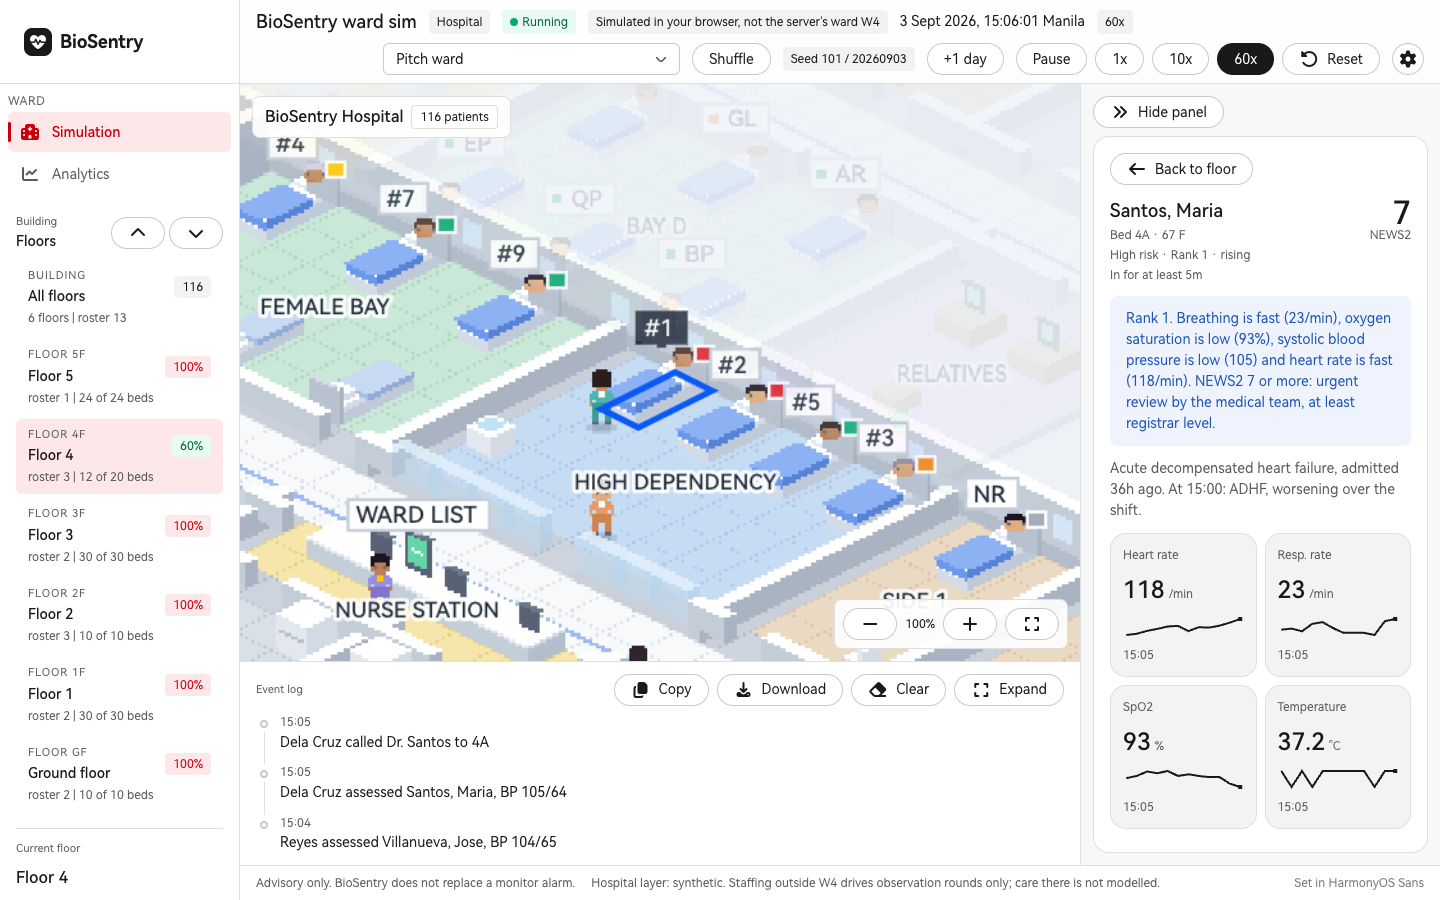 BioSentry
WARD
Simulation
Analytics
Building
Floors
BUILDING
All floors
116
6 floors | roster 13
FLOOR 5F
Floor 5
100%
roster 1 | 24 of 24 beds
FLOOR 4F
Floor 4
60%
roster 3 | 12 of 20 beds
FLOOR 3F
Floor 3
100%
roster 2 | 30 of 30 beds
FLOOR 2F
Floor 2
100%
roster 3 | 10 of 10 beds
FLOOR 1F
Floor 1
100%
roster 2 | 30 of 30 beds
FLOOR GF
Ground floor
100%
roster 2 | 10 of 10 beds
Current floor
Floor 4
BioSentry ward sim
Hospital
Running
Simulated in your browser, not the server's ward W4
3 Sept 2026, 15:06:01 Manila
60x
Pitch ward
Shuffle
Seed 101 / 20260903
+1 day
Pause
1x
10x
60x
Reset
BioSentry Hospital
116 patients
#4
EP
GL
#7
QP
AR
BAY D
#9
BP
FEMALE BAY
#1
#2
RELATIVES
#5
#3
HIGH DEPENDENCY
NR
WARD LIST
NURSE STATION
SIDE 1
100%
Event log
Copy
Download
Clear
Expand
15:05
Dela Cruz called Dr. Santos to 4A
15:05
Dela Cruz assessed Santos, Maria, BP 105/64
15:04
Reyes assessed Villanueva, Jose, BP 104/65
Hide panel
Back to floor
Santos, Maria
7
Bed 4A · 67 F
NEWS2
High risk · Rank 1 · rising
In for at least 5m
Rank 1. Breathing is fast (23/min), oxygen
saturation is low (93%), systolic blood
pressure is low (105) and heart rate is fast
(118/min). NEWS2 7 or more: urgent
review by the medical team, at least
registrar level.
Acute decompensated heart failure, admitted
36h ago. At 15:00: ADHF, worsening over the
shift.
Heart rate
118 /min
15:05
Resp. rate
23 /min
15:05
SpO2
93 %
15:05
Temperature
37.2 °C
15:05
Advisory only. BioSentry does not replace a monitor alarm.
Hospital layer: synthetic. Staffing outside W4 drives observation rounds only; care there is not modelled.
Set in HarmonyOS Sans